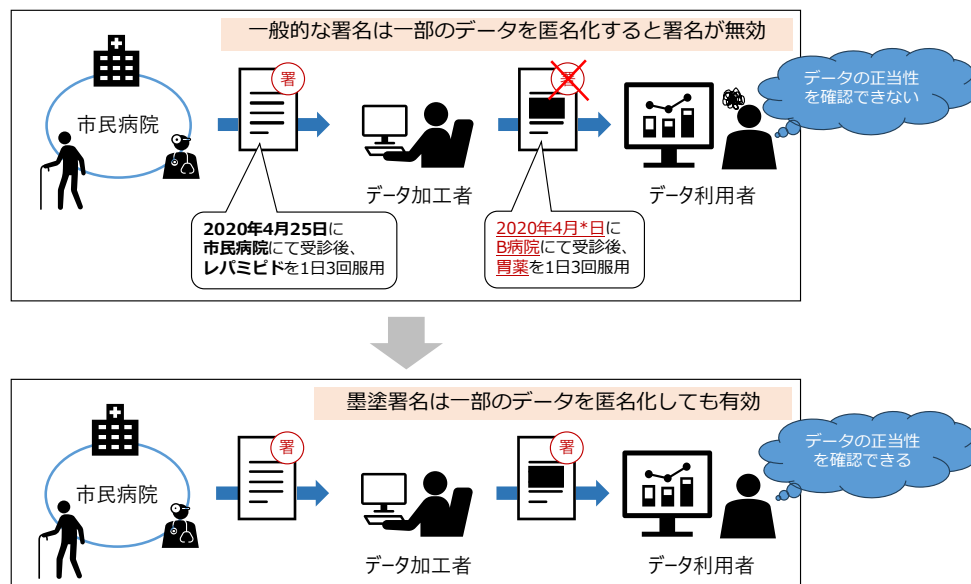 一般的な署名は一部のデータを匿名化すると署名が無効
署
署
データの正当性
を確認できない
市民病院
データ加工者
データ利用者
2020年4月25日に
市民病院にて受診後、
レパミピドを1日3回服用
2020年4月*日に
B病院にて受診後、
胃薬を1日3回服用
墨塗署名は一部のデータを匿名化しても有効
署
署
データの正当性
を確認できる
市民病院
データ加工者
データ利用者